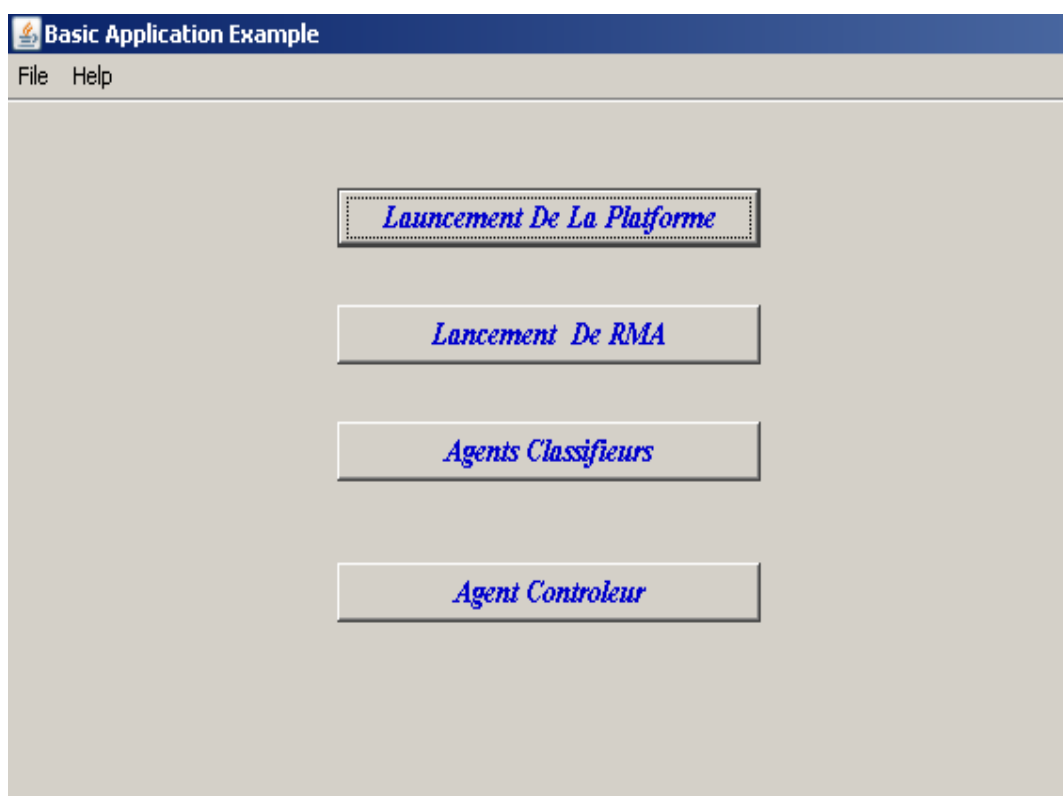 Basic Application Example
File Help
Launcement De La Platforme
Lancement De RMA
Agents Classifieurs
Agent Controleur